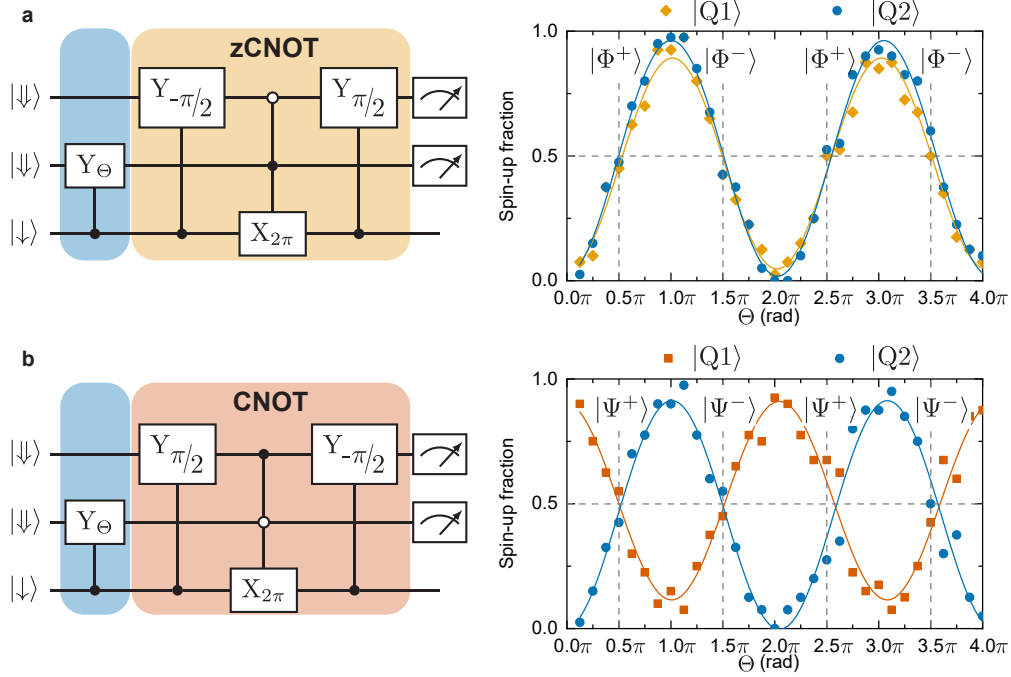 a
zCNOT
|⇓⟩
Y-π/2
Yπ/2
|⇓⟩
YΘ
|↓⟩
X2π
|Q1⟩ |Q2⟩
|Φ+⟩ |Φ−⟩ |Φ+⟩ |Φ−⟩
1.0
0.5
0.0
Spin-up fraction
0.0π 0.5π 1.0π 1.5π 2.0π 2.5π 3.0π 3.5π 4.0π
Θ (rad)
b
CNOT
|⇓⟩
Yπ/2
Y-π/2
|⇓⟩
YΘ
|↓⟩
X2π
|Q1⟩ |Q2⟩
|Ψ+⟩ |Ψ−⟩ |Ψ+⟩ |Ψ−⟩
1.0
0.5
0.0
Spin-up fraction
0.0π 0.5π 1.0π 1.5π 2.0π 2.5π 3.0π 3.5π 4.0π
Θ (rad)